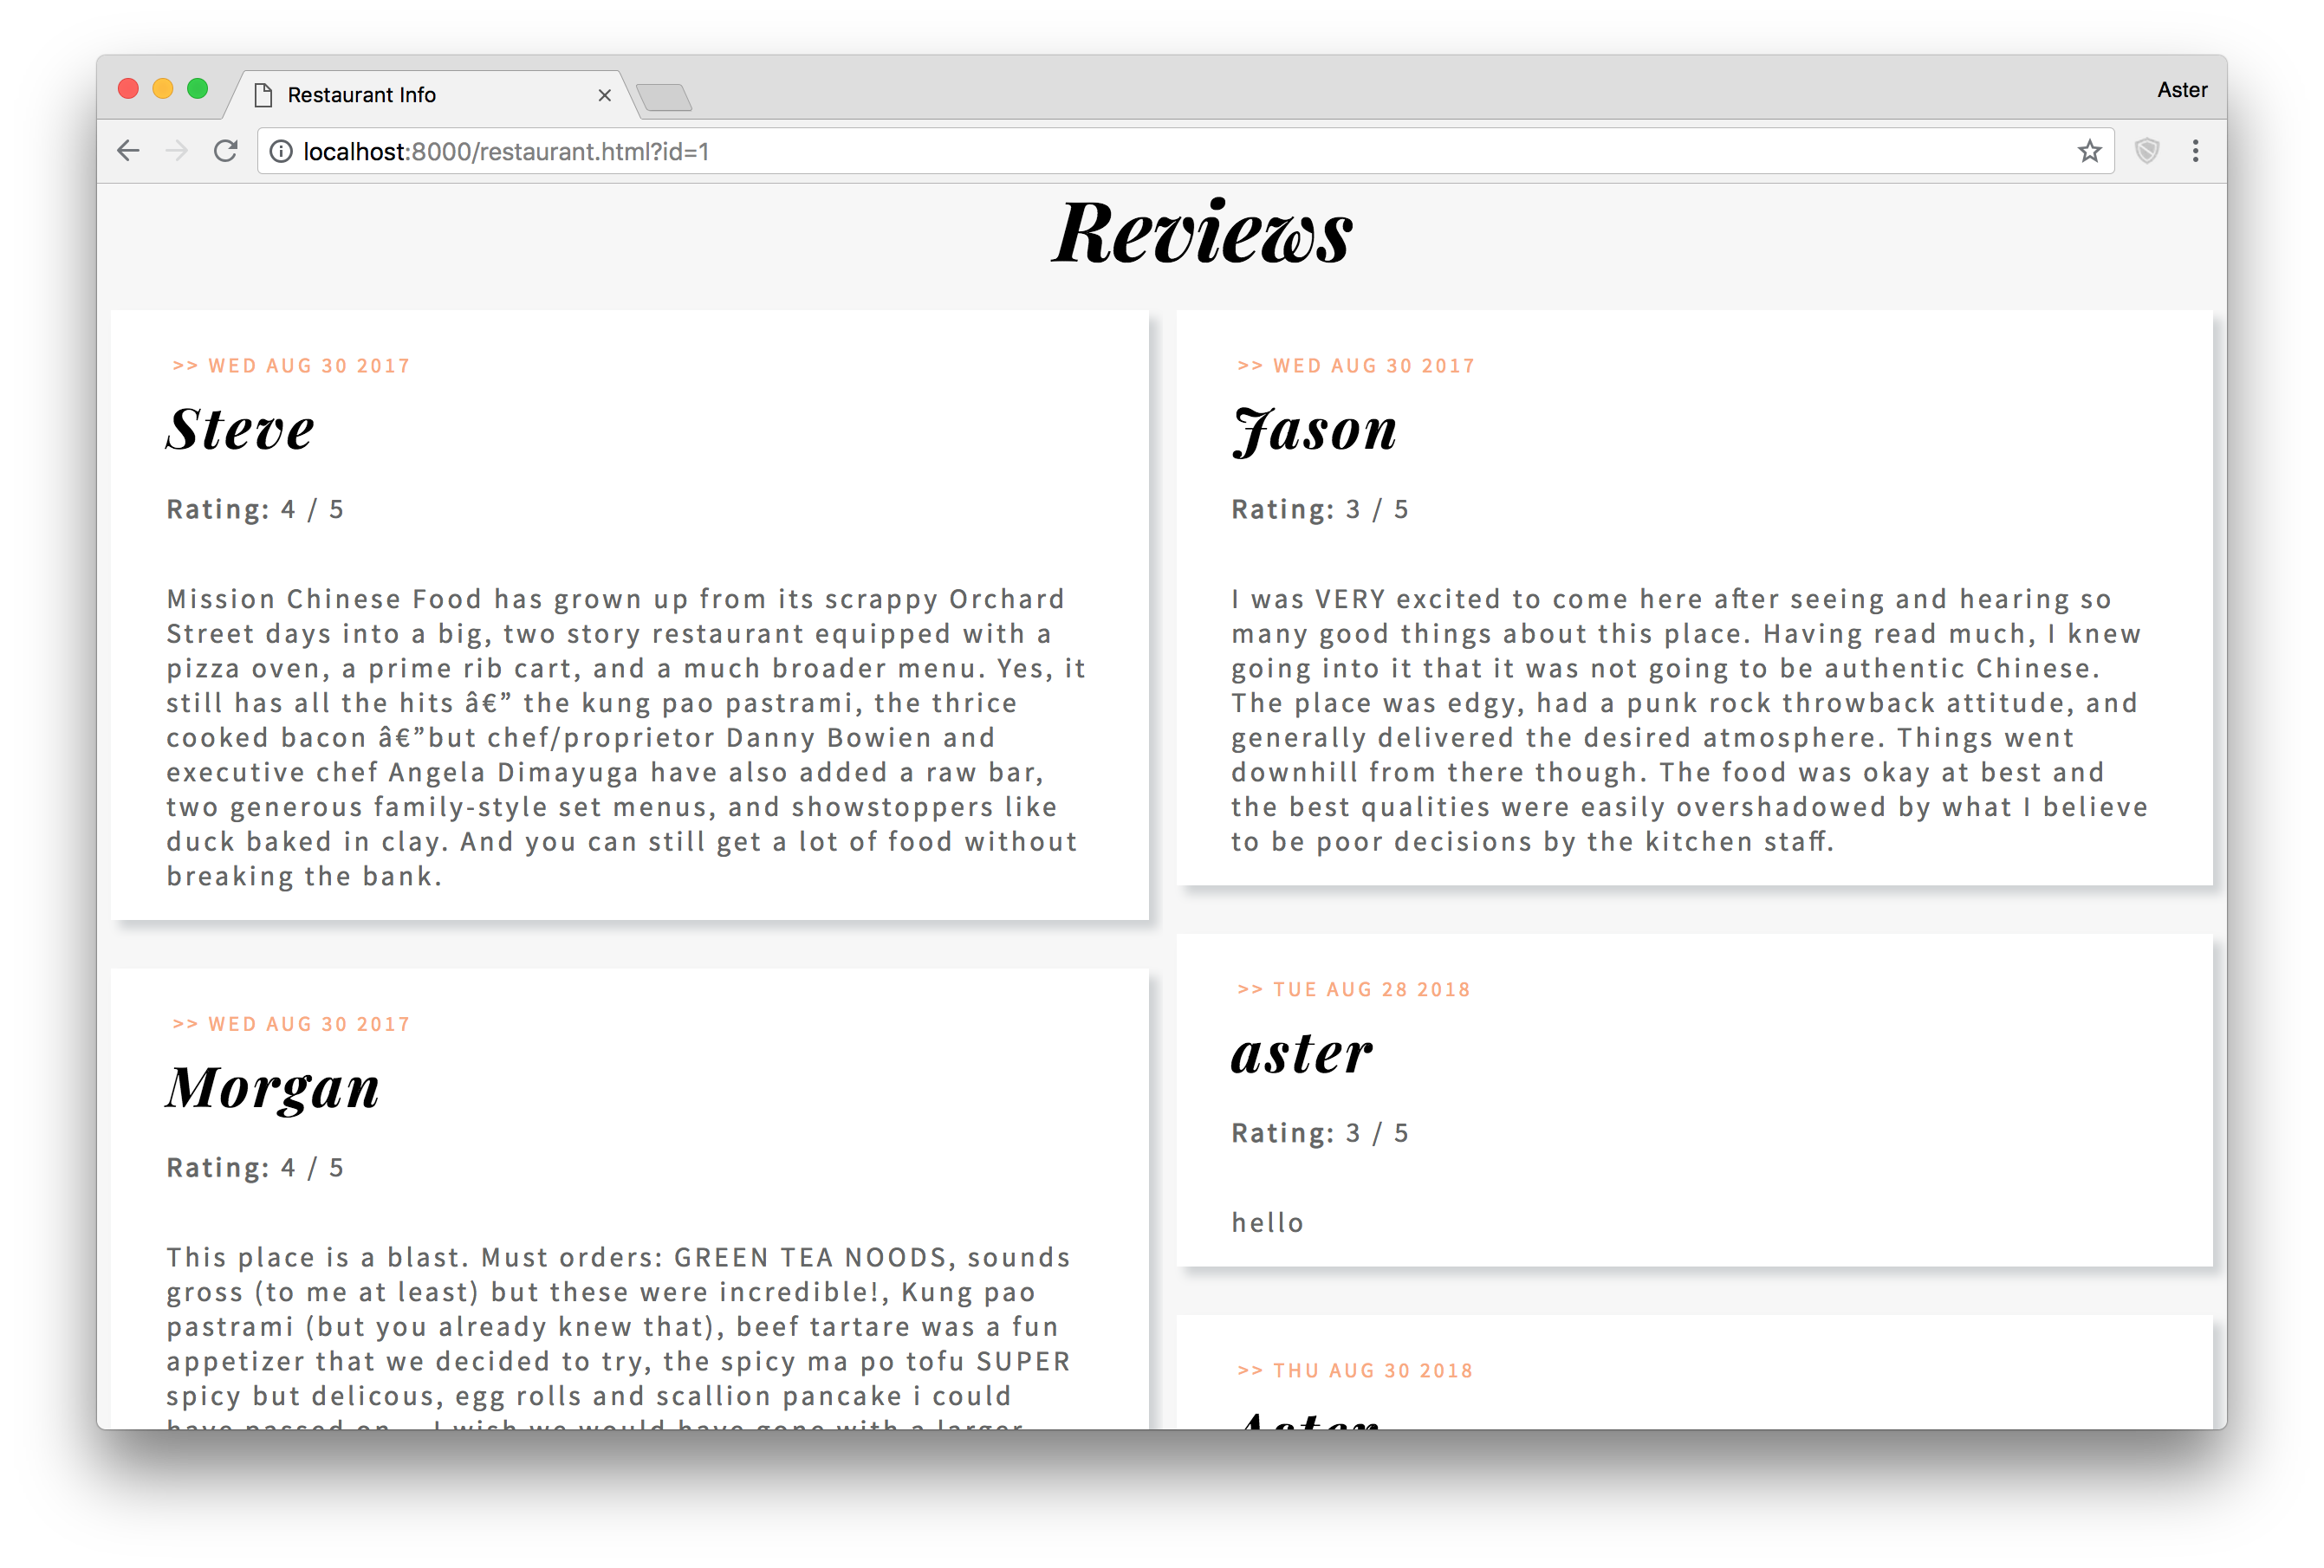 Restaurant Info
Aster
localhost:8000/restaurant.html?id=1
Reviews
>> WED AUG 30 2017
Steve
Rating: 4 / 5
Mission Chinese Food has grown up from its scrappy Orchard
Street days into a big, two story restaurant equipped with a
pizza oven, a prime rib cart, and a much broader menu. Yes, it
still has all the hits â€” the kung pao pastrami, the thrice
cooked bacon â€”but chef/proprietor Danny Bowien and
executive chef Angela Dimayuga have also added a raw bar,
two generous family-style set menus, and showstoppers like
duck baked in clay. And you can still get a lot of food without
breaking the bank.
>> WED AUG 30 2017
Morgan
Rating: 4 / 5
This place is a blast. Must orders: GREEN TEA NOODS, sounds
gross (to me at least) but these were incredible!, Kung pao
pastrami (but you already knew that), beef tartare was a fun
appetizer that we decided to try, the spicy ma po tofu SUPER
spicy but delicous, egg rolls and scallion pancake i could
have passed on... I wish we would have gone with a larger
>> WED AUG 30 2017
Jason
Rating: 3 / 5
I was VERY excited to come here after seeing and hearing so
many good things about this place. Having read much, I knew
going into it that it was not going to be authentic Chinese.
The place was edgy, had a punk rock throwback attitude, and
generally delivered the desired atmosphere. Things went
downhill from there though. The food was okay at best and
the best qualities were easily overshadowed by what I believe
to be poor decisions by the kitchen staff.
>> TUE AUG 28 2018
aster
Rating: 3 / 5
hello
>> THU AUG 30 2018
Aster